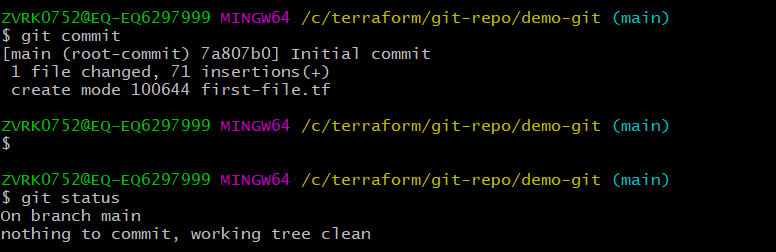 ZVRK0752@EQ-EQ6297999 MINGW64 /c/terraform/git-repo/demo-git (main)
$ git commit
[main (root-commit) 7a807b0] Initial commit
 1 file changed, 71 insertions(+)
 create mode 100644 first-file.tf
ZVRK0752@EQ-EQ6297999 MINGW64 /c/terraform/git-repo/demo-git (main)
$
ZVRK0752@EQ-EQ6297999 MINGW64 /c/terraform/git-repo/demo-git (main)
$ git status
On branch main
nothing to commit, working tree clean